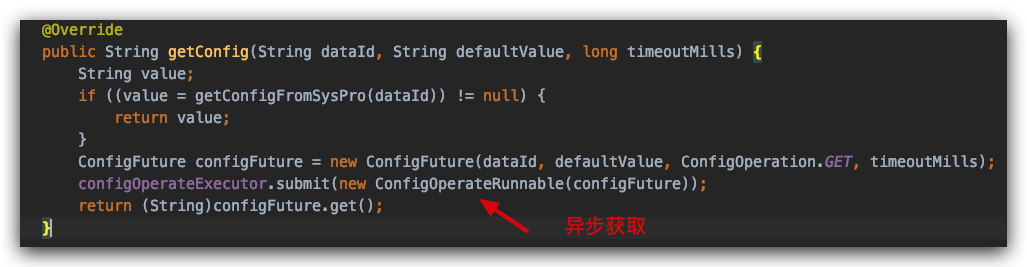 @Override
public String getConfig(String dataId, String defaultValue, long timeoutMills) {
    String value;
    if ((value = getConfigFromSysPro(dataId)) != null) {
        return value;
    }
    ConfigFuture configFuture = new ConfigFuture(dataId, defaultValue, ConfigOperation.GET, timeoutMills);
    configOperateExecutor.submit(new ConfigOperateRunnable(configFuture));
    return (String)configFuture.get();
异步获取
}